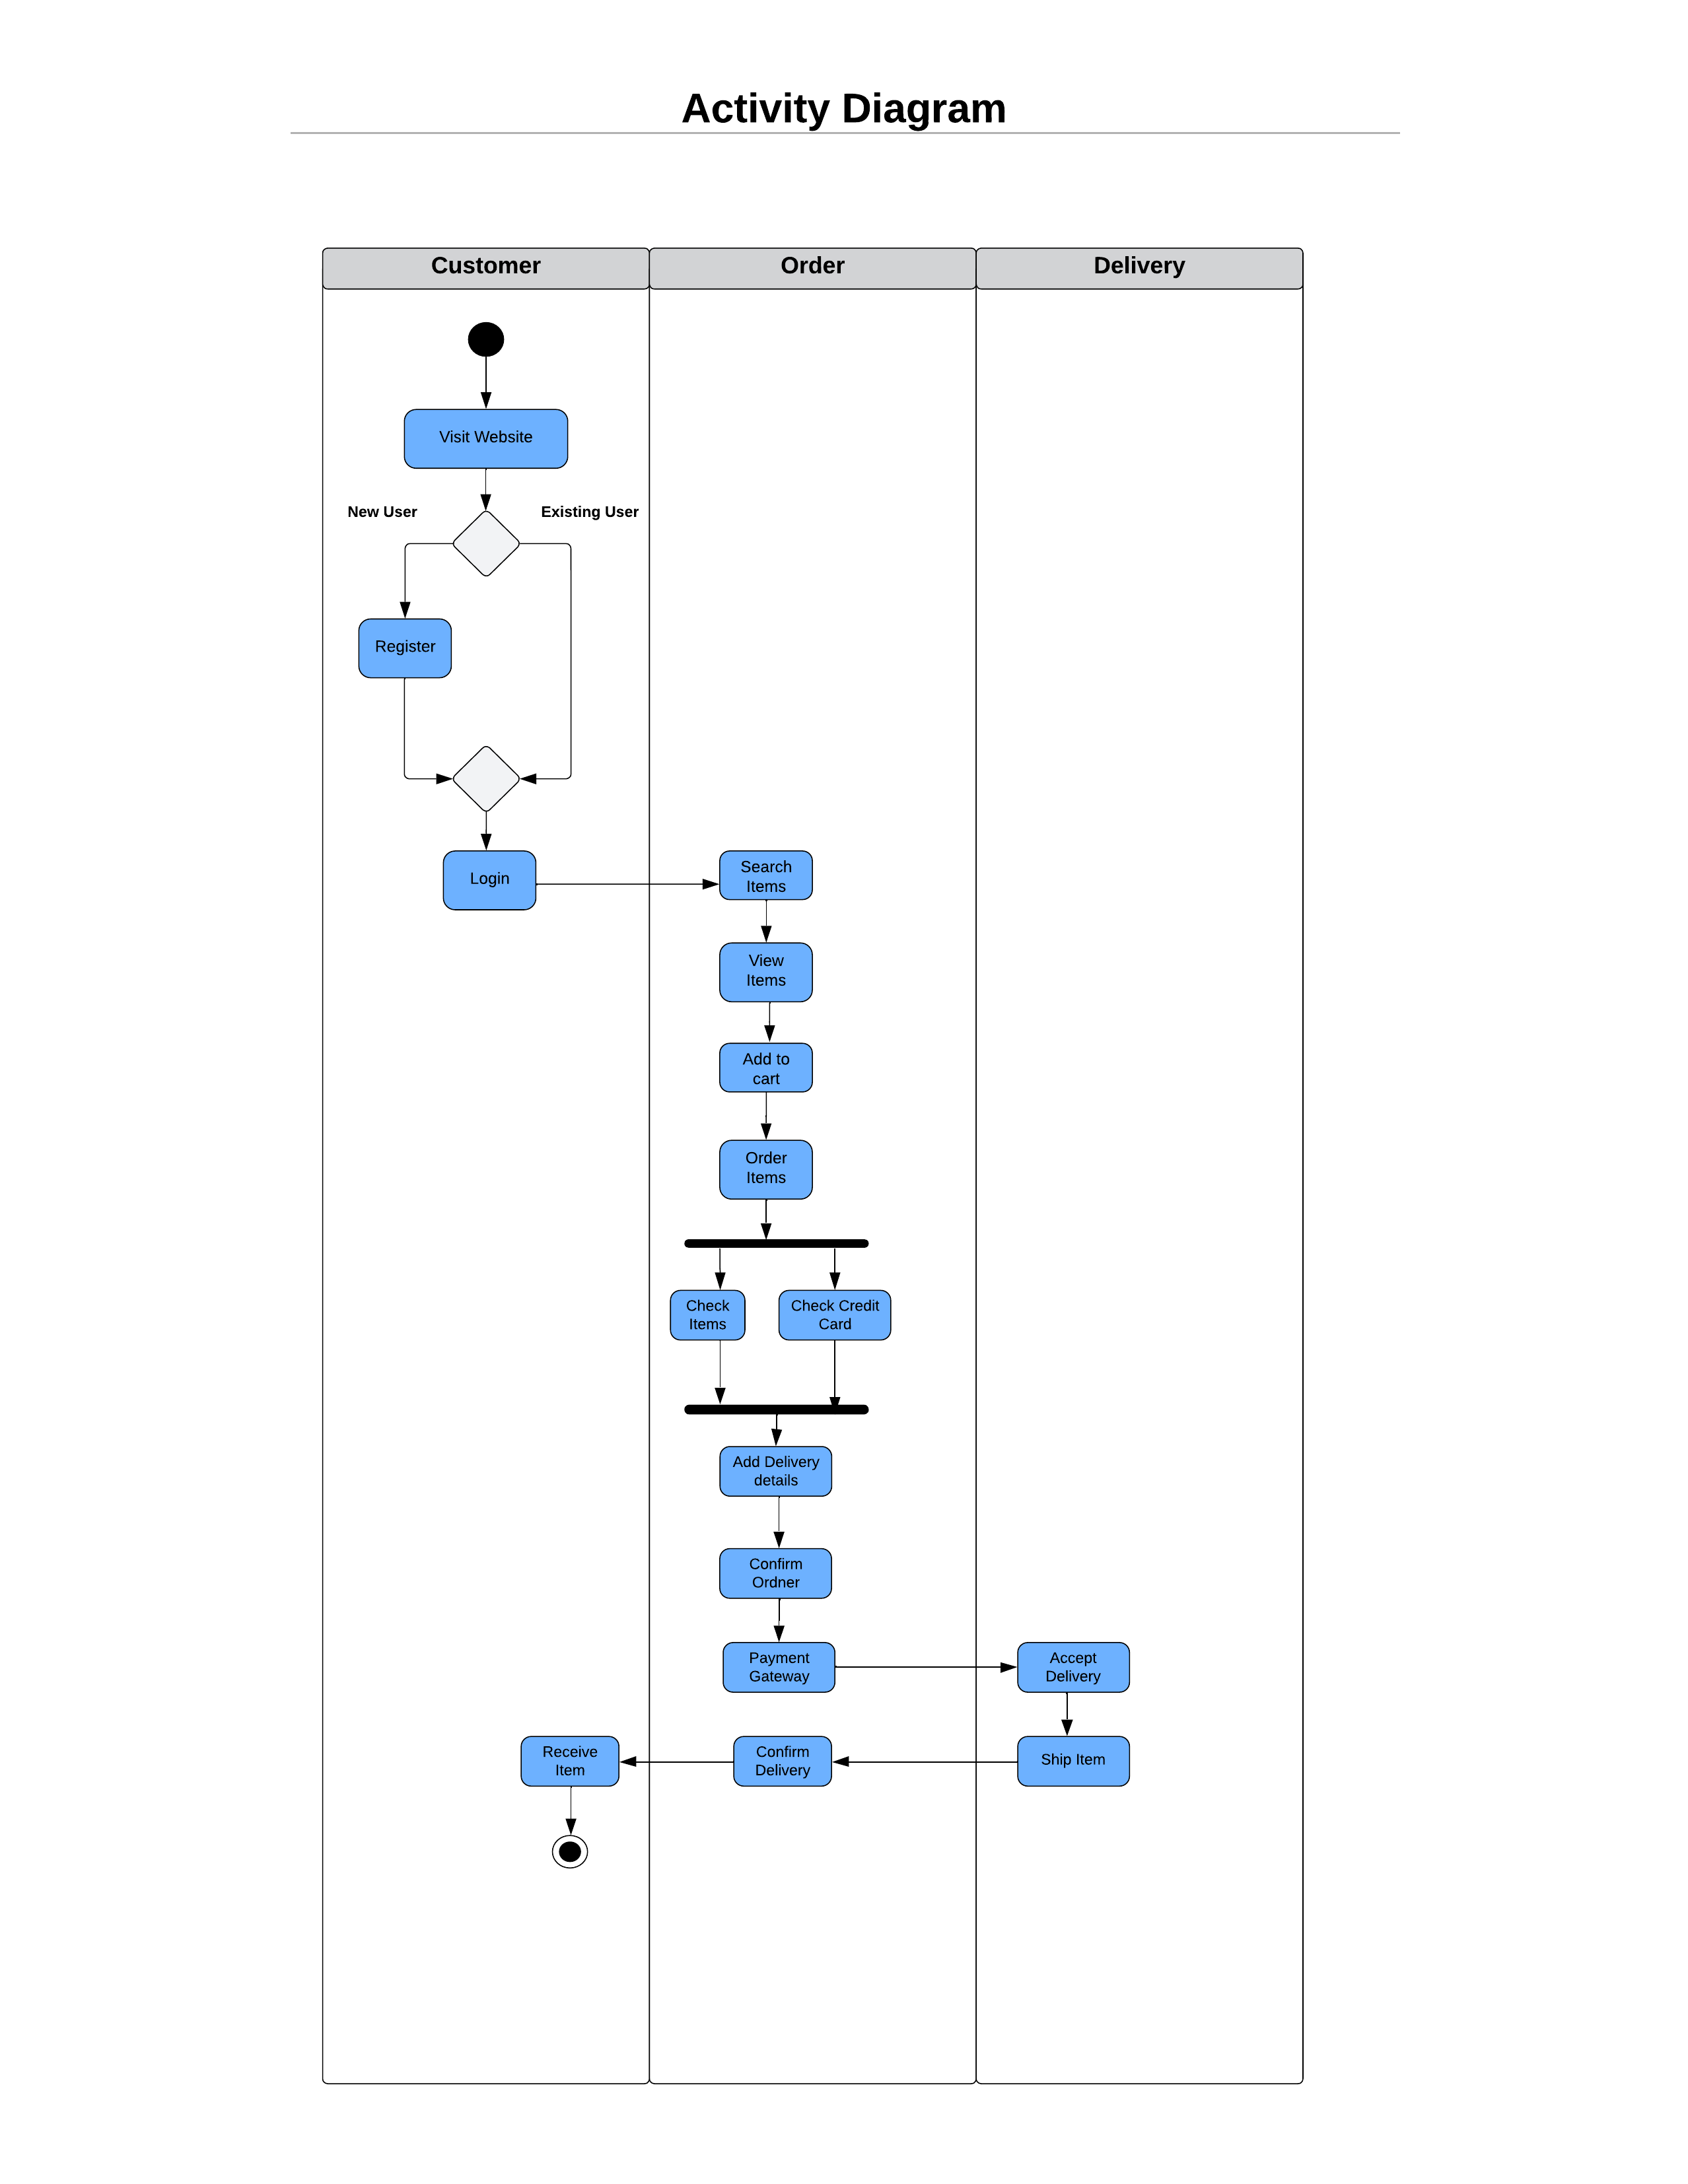 Activity Diagram
Customer
Order
Delivery
Visit Website
New User
Existing User
Register
Login
Search
Items
View
Items
Add to
cart
Order
Items
Check
Items
Check Credit
Card
Add Delivery
details
Confirm
Ordner
Payment
Gateway
Accept
Delivery
Receive
Item
Confirm
Delivery
Ship Item